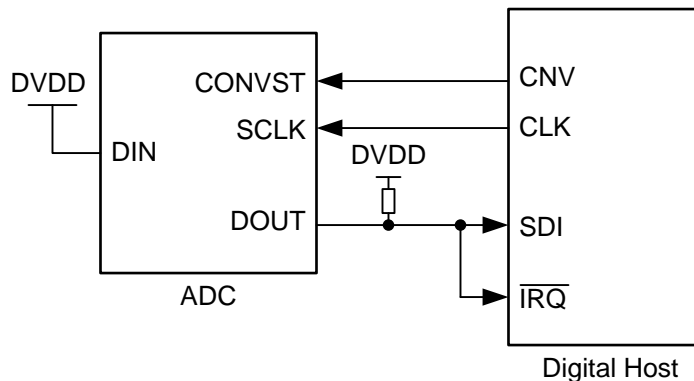 DVDD
DIN
CONVST
SCLK
DOUT
ADC
DVDD
CNV
CLK
SDI
IRQ
Digital Host